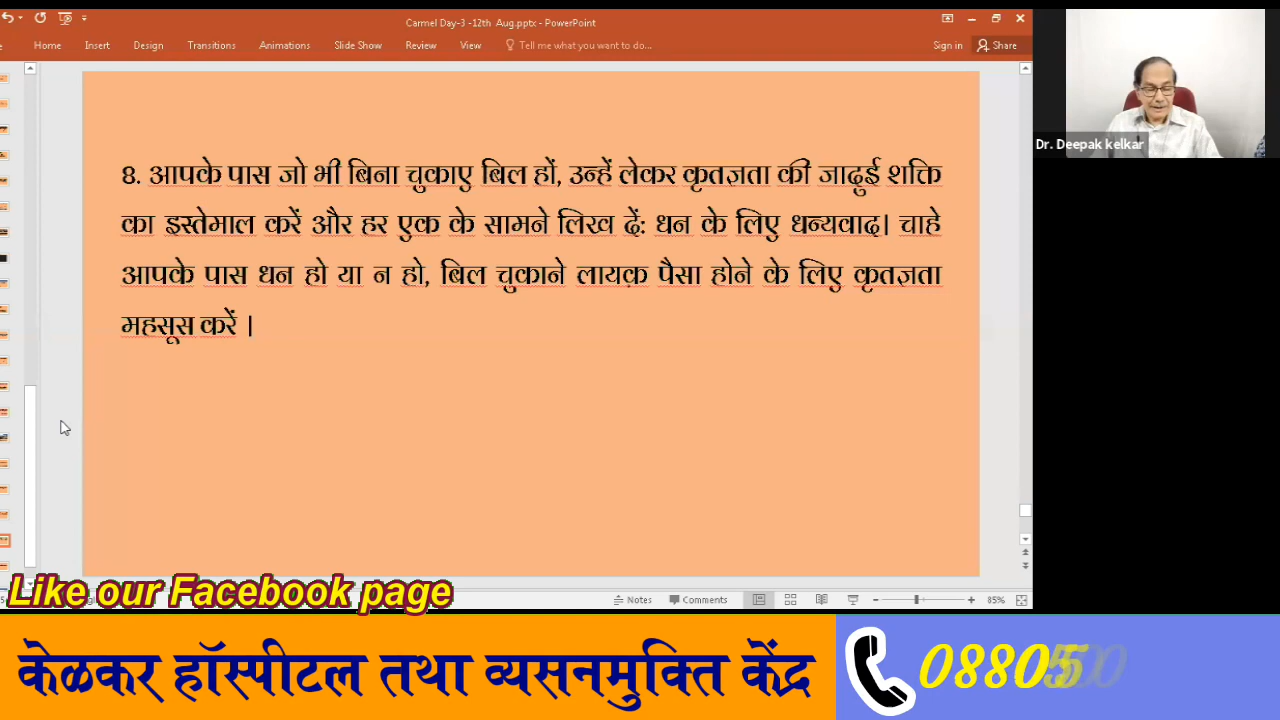 Carmel Day-3 -12th Aug.pptx - PowerPoint
Home Insert Design Transitions Animations Slide Show Review View Tell me what you want to do... Sign in Share
8. आपके पास जो भी बिना चुकाए बिल हों, उन्हें लेकर कृतज्ञता की जादुई शक्ति
का इस्तेमाल करें और हर एक के सामने लिख दें: धन के लिए धन्यवाद। चाहे
आपके पास धन हो या न हो, बिल चुकाने लायक़ पैसा होने के लिए कृतज्ञता
महसूस करें ।
Dr. Deepak kelkar
Notes Comments 85%
Like our Facebook page
केळकर हॉस्पीटल तथा व्यसनमुक्ति केंद्र
0880